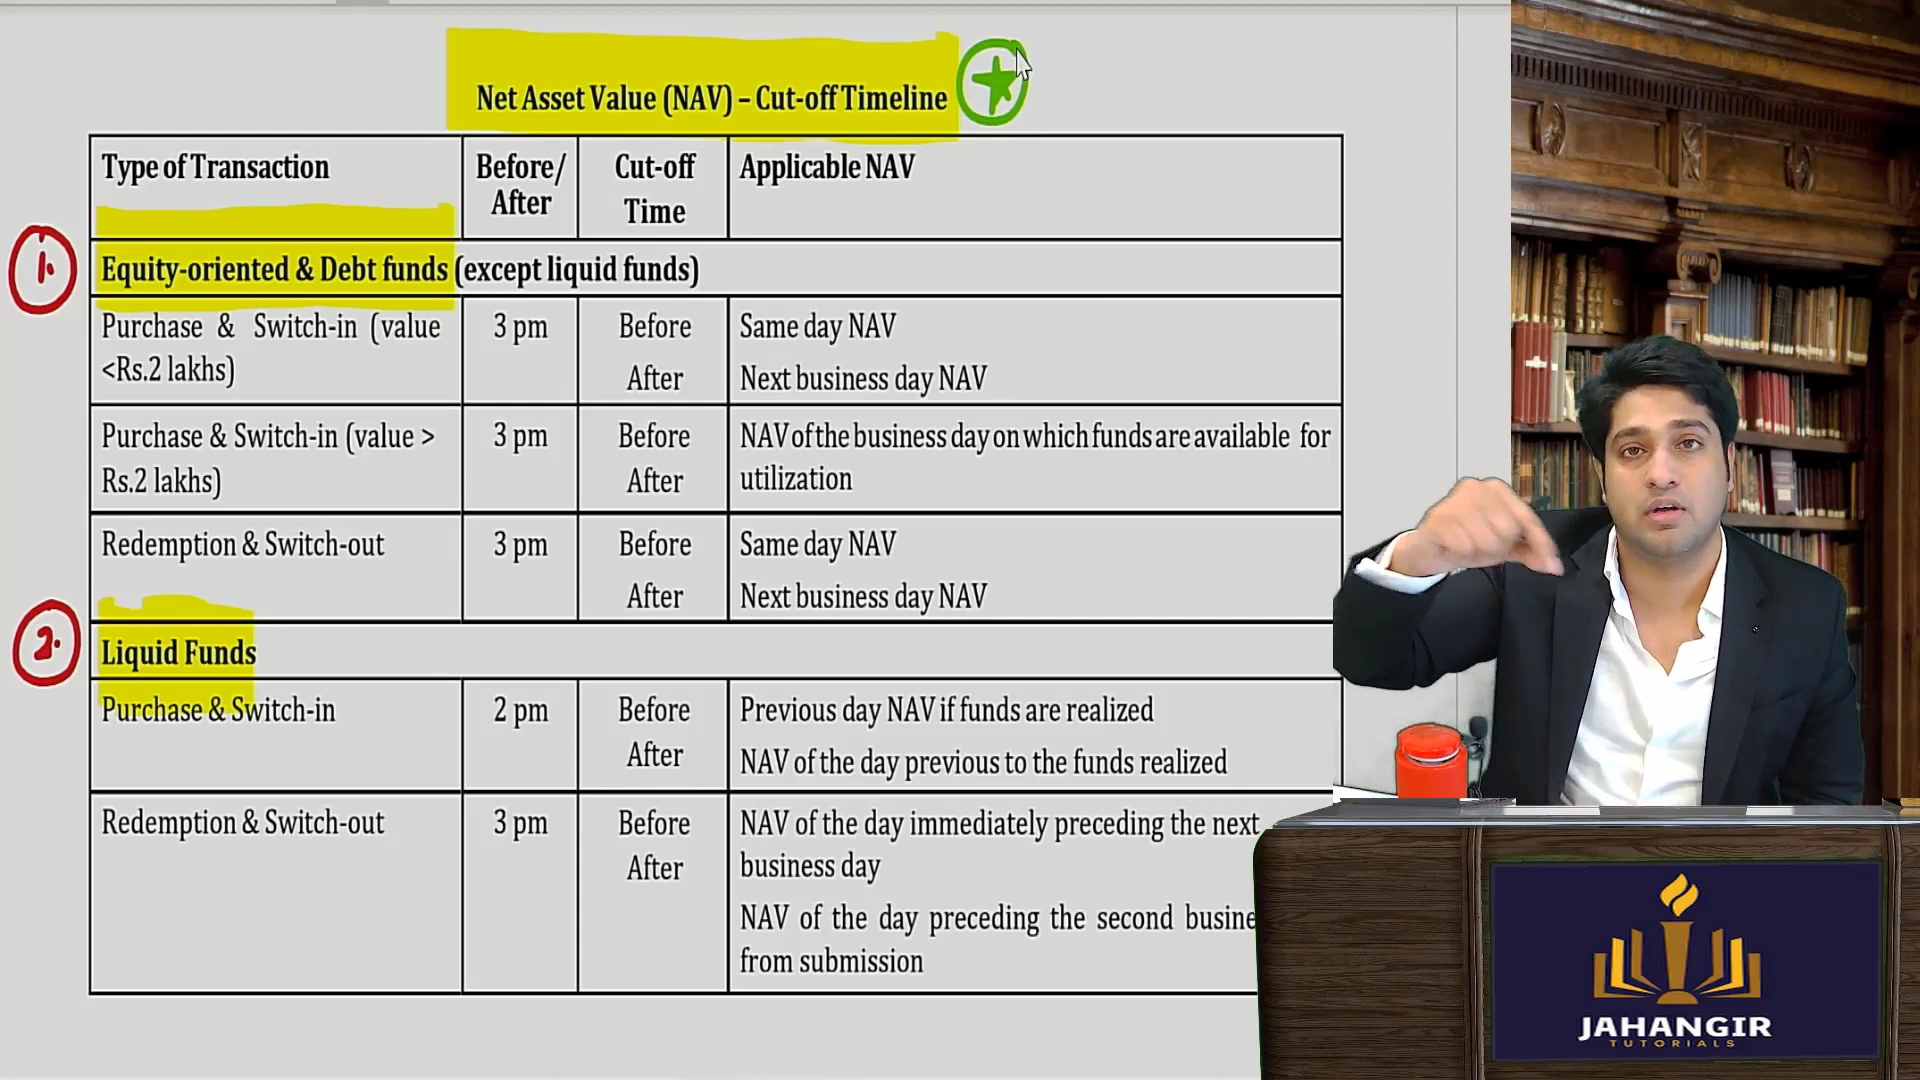 Net Asset Value (NAV) – Cut-off Timeline
Type of Transaction
Before/
After
Cut-off
Time
Applicable NAV
1.
Equity-oriented & Debt funds (except liquid funds)
Purchase & Switch-in (value
<Rs.2 lakhs)
3 pm
Before
After
Same day NAV
Next business day NAV
Purchase & Switch-in (value >
Rs.2 lakhs)
3 pm
Before
After
NAV of the business day on which funds are available for
utilization
Redemption & Switch-out
3 pm
Before
After
Same day NAV
Next business day NAV
2.
Liquid Funds
Purchase & Switch-in
2 pm
Before
After
Previous day NAV if funds are realized
NAV of the day previous to the funds realized
Redemption & Switch-out
3 pm
Before
After
NAV of the day immediately preceding the next
business day
NAV of the day preceding the second busine
from submission
JAHANGIR
TUTORIALS